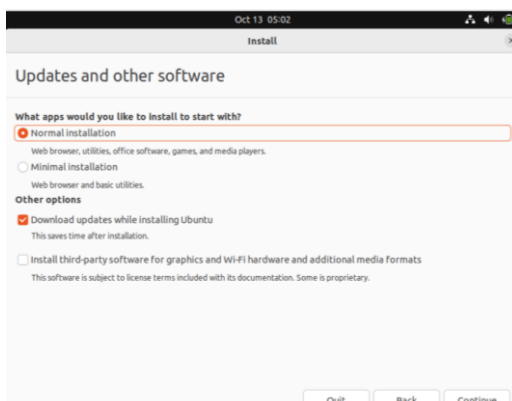 Oct 13 05:02
Install
Updates and other software
What apps would you like to install to start with?
Normal installation
Web browser, utilities, office software, games, and media players.
Minimal installation
Web browser and basic utilities.
Other options
Download updates while installing Ubuntu
This saves time after installation.
Install third-party software for graphics and Wi-Fi hardware and additional media formats
This software is subject to license terms included with its documentation. Some is proprietary.
Quit Back Continue